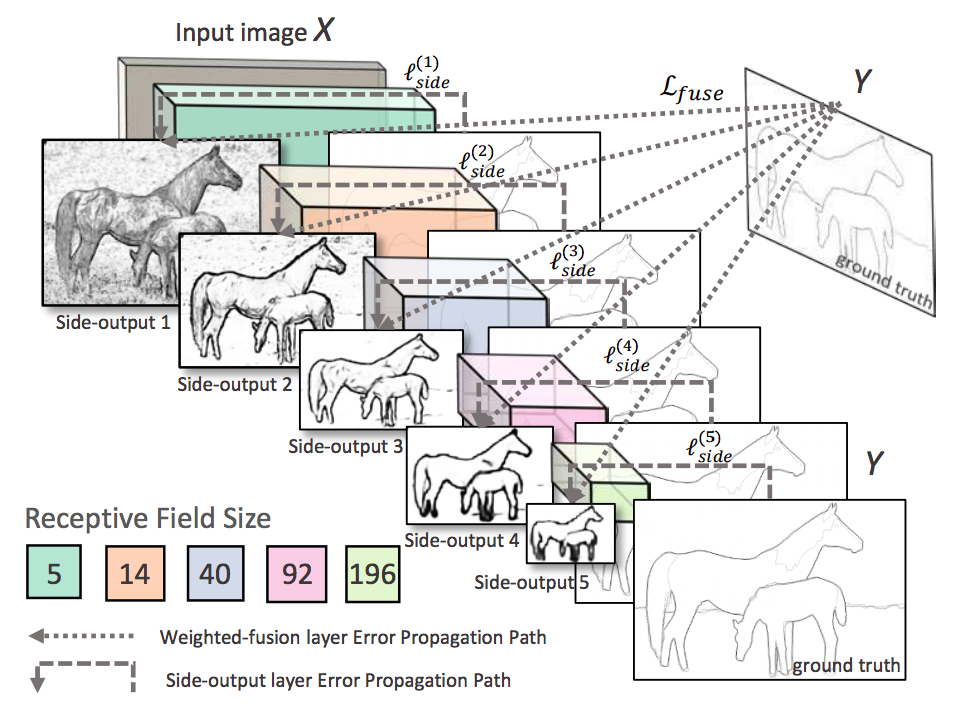 Input image X
ℓ_side^(1)
ℒ_fuse
Y
ℓ_side^(2)
ground truth
ℓ_side^(3)
Side-output 1
ℓ_side^(4)
Side-output 2
Side-output 3
ℓ_side^(5)
Y
Receptive Field Size
5 14 40 92 196
Side-output 4
Side-output 5
Weighted-fusion layer Error Propagation Path
ground truth
Side-output layer Error Propagation Path